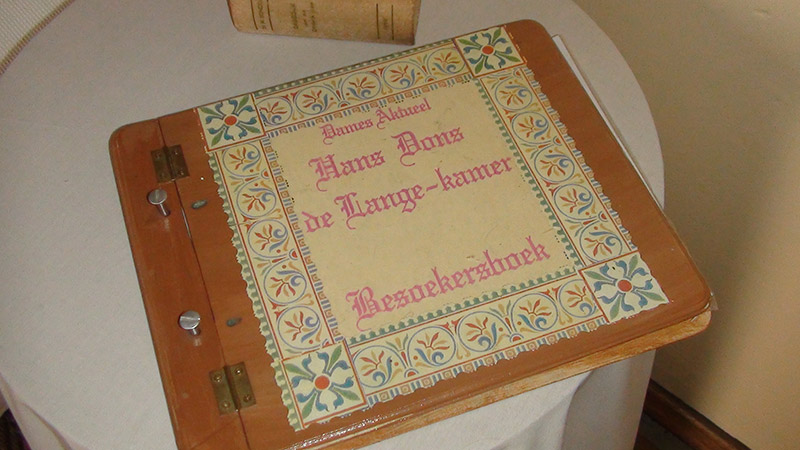 Dames Aktueel
Hans Dons
de Lange-kamer
Besoekersboek